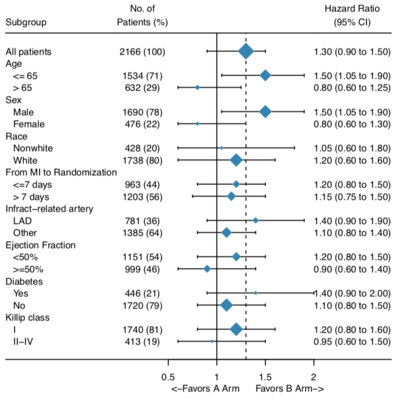 No. of Hazard Ratio
Subgroup Patients (%) (95% CI)
All patients 2166 (100) 1.30 (0.90 to 1.50)
Age
<= 65 1534 (71) 1.50 (1.05 to 1.90)
> 65 632 (29) 0.80 (0.60 to 1.25)
Sex
Male 1690 (78) 1.50 (1.05 to 1.90)
Female 476 (22) 0.80 (0.60 to 1.30)
Race
Nonwhite 428 (20) 1.05 (0.60 to 1.80)
White 1738 (80) 1.20 (0.60 to 1.60)
From MI to Randomization
<=7 days 963 (44) 1.20 (0.80 to 1.50)
> 7 days 1203 (56) 1.15 (0.75 to 1.50)
Infract-related artery
LAD 781 (36) 1.40 (0.90 to 1.90)
Other 1385 (64) 1.10 (0.80 to 1.40)
Ejection Fraction
<50% 1151 (54) 1.20 (0.80 to 1.50)
>=50% 999 (46) 0.90 (0.60 to 1.40)
Diabetes
Yes 446 (21) 1.40 (0.90 to 2.00)
No 1720 (79) 1.10 (0.80 to 1.50)
Killip class
I 1740 (81) 1.20 (0.80 to 1.60)
II−IV 413 (19) 0.95 (0.60 to 1.50)
0.5 1 1.5 2
<−Favors A Arm Favors B Arm−>